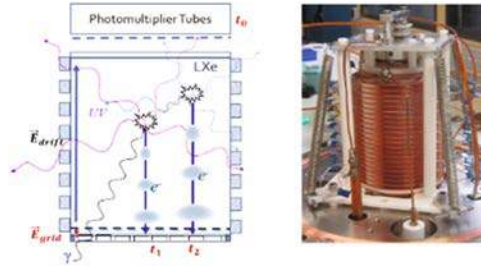 Photomultiplier Tubes t₀
LXe
UV
E⃗drift
e⁻
e⁻
E⃗grid
t₁ t₂
γ